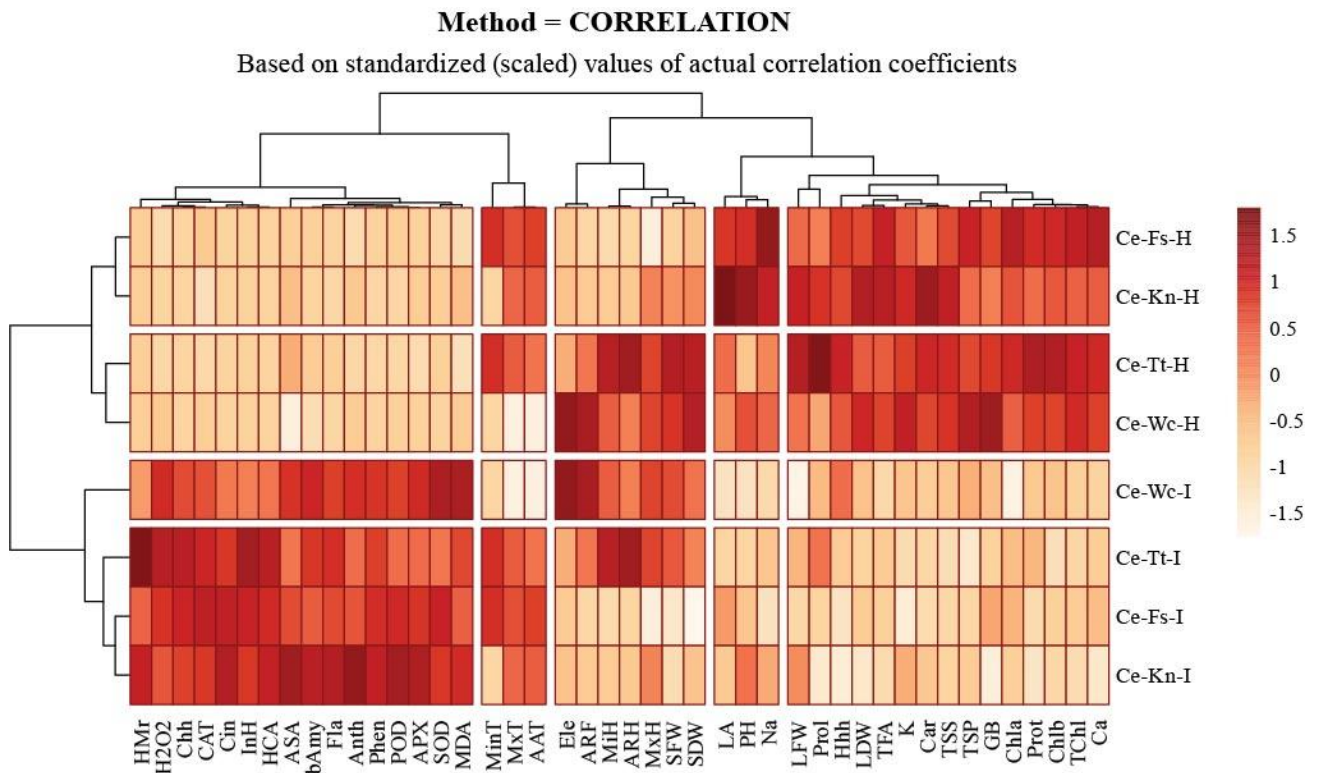 Method = CORRELATION
Based on standardized (scaled) values of actual correlation coefficients
Ce-Fs-H
Ce-Kn-H
Ce-Tt-H
Ce-Wc-H
Ce-Wc-I
Ce-Tt-I
Ce-Fs-I
Ce-Kn-I
1.5
1
0.5
0
-0.5
-1
-1.5
HMr
H2O2
Chh
CAT
Cin
InH
HCA
ASA
bAmy
Fla
Anth
Phen
POD
APX
SOD
MDA
MinT
MxT
AAT
Ele
ARF
MiH
ARH
MxH
SFW
SDW
LA
PH
Na
LFW
Prol
Hhh
LDW
TFA
K
Car
TSS
TSP
GB
Chla
Prot
Chlb
TChl
Ca